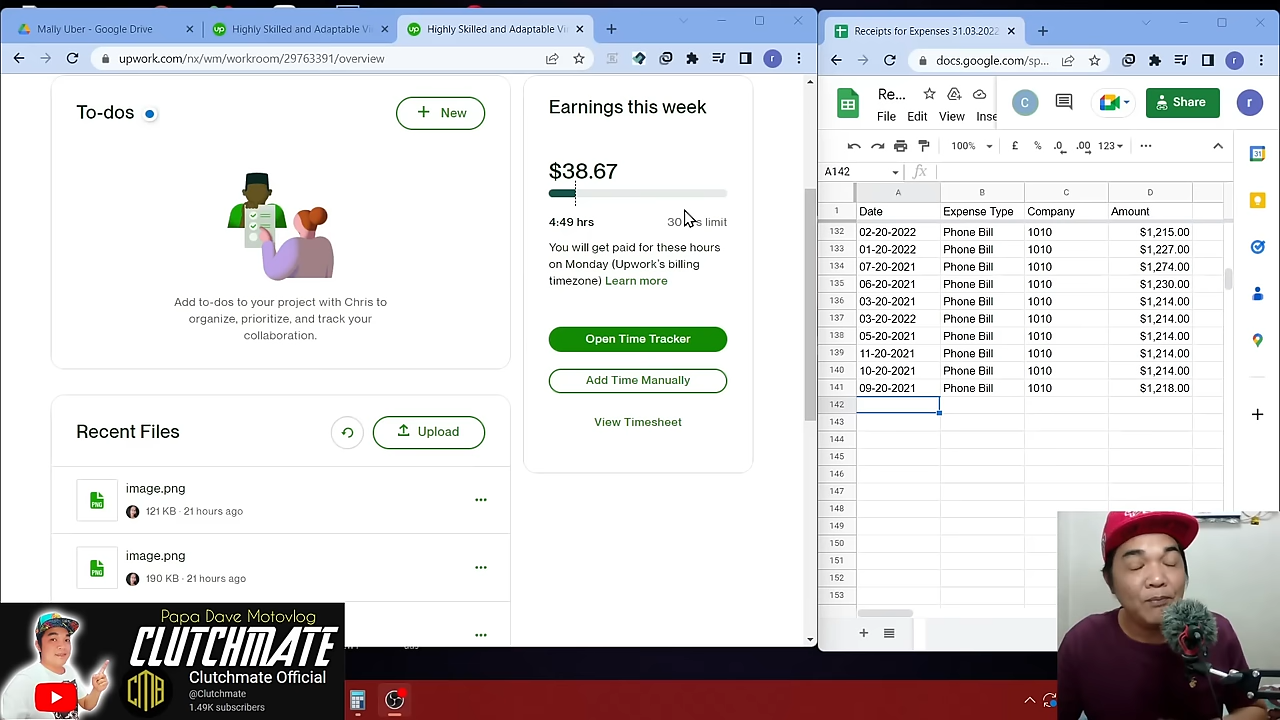 Mally Uber - Google Drive
Highly Skilled and Adaptable Vi
Highly Skilled and Adaptable Vi
upwork.com/nx/wm/workroom/29763391/overview
r
To-dos
New
Add to-dos to your project with Chris to
organize, prioritize, and track your
collaboration.
Recent Files
Upload
image.png
121 KB · 21 hours ago
image.png
190 KB · 21 hours ago
Earnings this week
$38.67
4:49 hrs
30
limit
You will get paid for these hours
on Monday (Upwork's billing
timezone) Learn more
Open Time Tracker
Add Time Manually
View Timesheet
Receipts for Expenses 31.03.2022
docs.google.com/sp...
r
Re...
File Edit View Inse
C
Share
r
100% £ % .0 .00 123
A142
fx
A B C D
1 Date Expense Type Company Amount
132 02-20-2022 Phone Bill 1010 $1,215.00
133 01-20-2022 Phone Bill 1010 $1,227.00
134 07-20-2021 Phone Bill 1010 $1,274.00
135 06-20-2021 Phone Bill 1010 $1,230.00
136 03-20-2021 Phone Bill 1010 $1,214.00
137 03-20-2022 Phone Bill 1010 $1,214.00
138 05-20-2021 Phone Bill 1010 $1,214.00
139 11-20-2021 Phone Bill 1010 $1,214.00
140 10-20-2021 Phone Bill 1010 $1,214.00
141 09-20-2021 Phone Bill 1010 $1,218.00
142
143
144
145
146
147
148
149
150
151
152
153
Papa Dave Motovlog
CLUTCHMATE
CMB
Clutchmate Official
@Clutchmate
1.49K subscribers